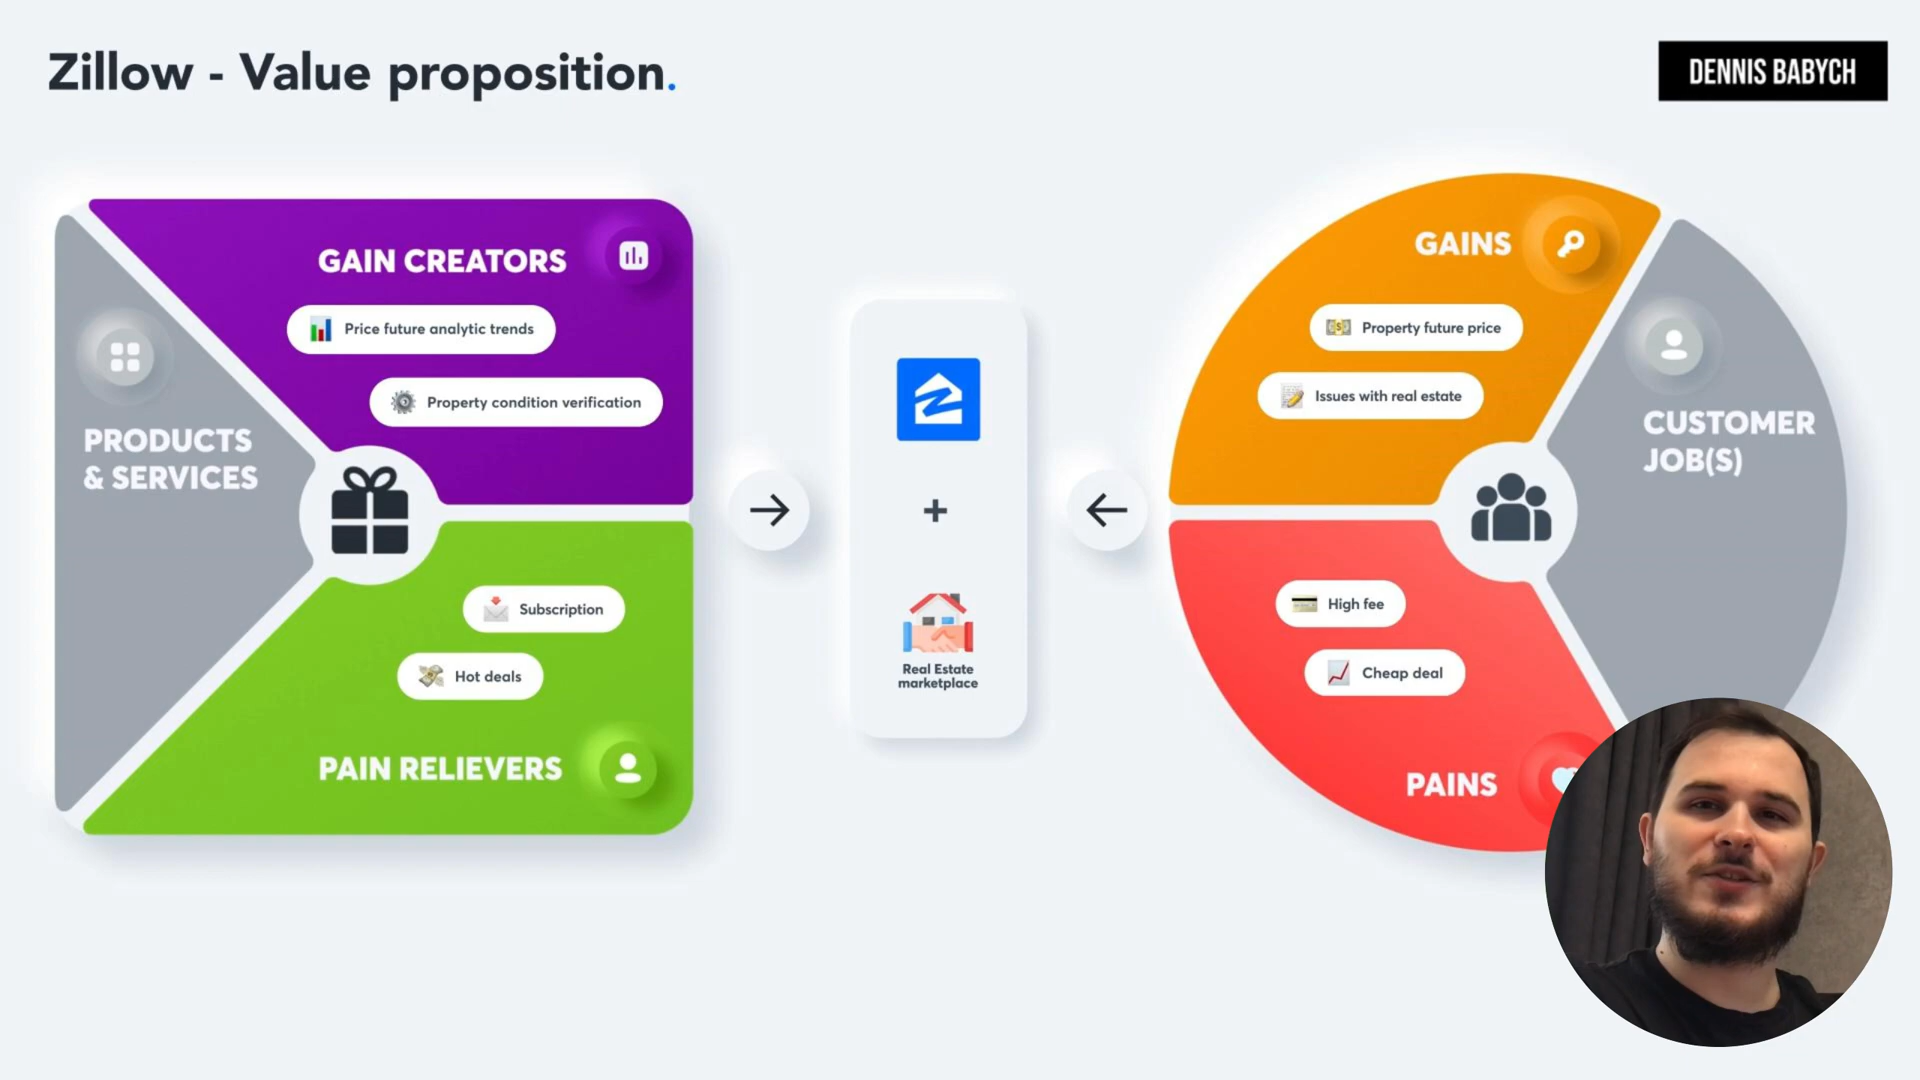 Zillow - Value proposition.
DENNIS BABYCH
GAIN CREATORS
Price future analytic trends
Property condition verification
PRODUCTS
& SERVICES
Subscription
Hot deals
PAIN RELIEVERS
Real Estate
marketplace
GAINS
Property future price
Issues with real estate
CUSTOMER
JOB(S)
High fee
Cheap deal
PAINS